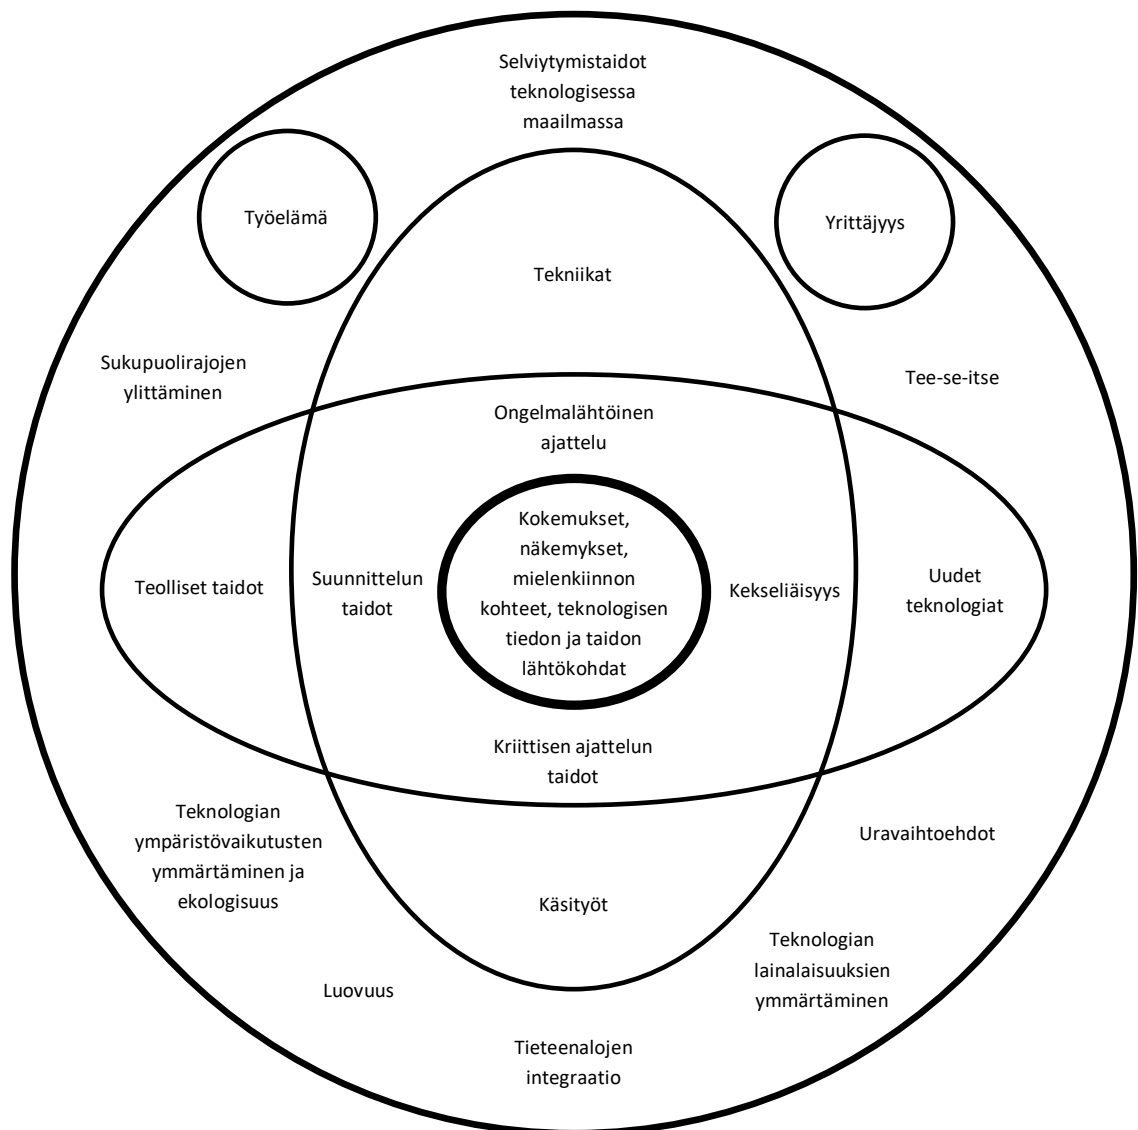 Selviytymistaidot
teknologisessa
maailmassa
Työelämä
Yrittäjyys
Tekniikat
Sukupuolirajojen
ylittäminen
Tee-se-itse
Ongelmalähtöinen
ajattelu
Kokemukset,
näkemykset,
mielenkiinnon
kohteet, teknologisen
tiedon ja taidon
lähtökohdat
Teolliset taidot
Suunnittelun
taidot
Kekseliäisyys
Uudet
teknologiat
Kriittisen ajattelun
taidot
Teknologian
ympäristövaikutusten
ymmärtäminen ja
ekologisuus
Uravaihtoehdot
Käsityöt
Teknologian
lainalaisuuksien
ymmärtäminen
Luovuus
Tieteenalojen
integraatio